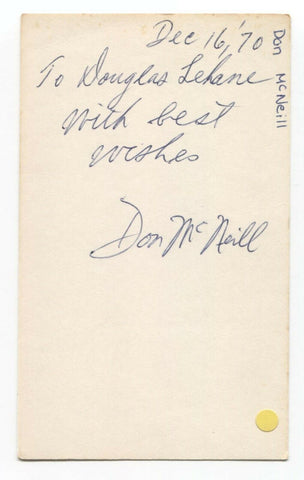 Dec 16, '70
To Douglas Lehane
with best
wishes
Don McNeill
Don McNeill